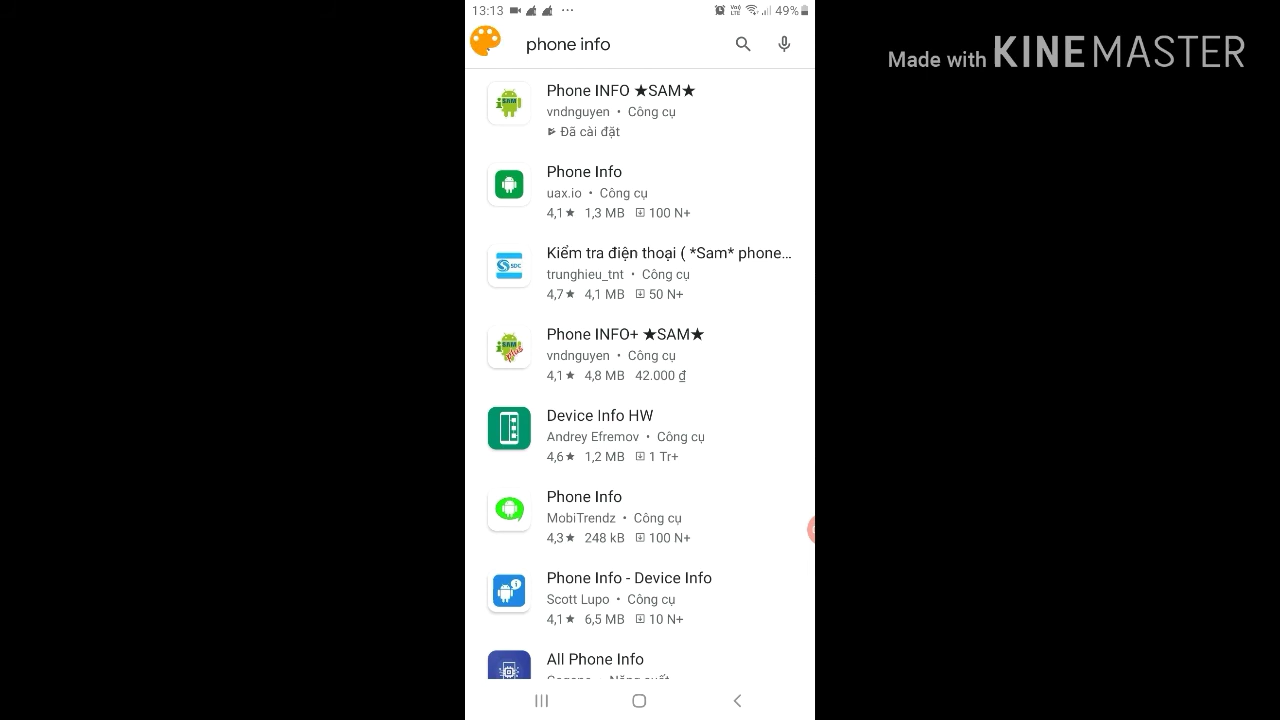 13:13 ... VoI) LTE 49%
phone info
Made with KINEMASTER
Phone INFO ★SAM★
vndnguyen • Công cụ
Đã cài đặt
Phone Info
uax.io • Công cụ
4,1★ 1,3 MB 100 N+
SDC
Kiểm tra điện thoại ( *Sam* phone...
trunghieu_tnt • Công cụ
4,7★ 4,1 MB 50 N+
Phone INFO+ ★SAM★
vndnguyen • Công cụ
4,1★ 4,8 MB 42.000 ₫
Device Info HW
Andrey Efremov • Công cụ
4,6★ 1,2 MB 1 Tr+
Phone Info
MobiTrendz • Công cụ
4,3★ 248 kB 100 N+
Phone Info - Device Info
Scott Lupo • Công cụ
4,1★ 6,5 MB 10 N+
All Phone Info